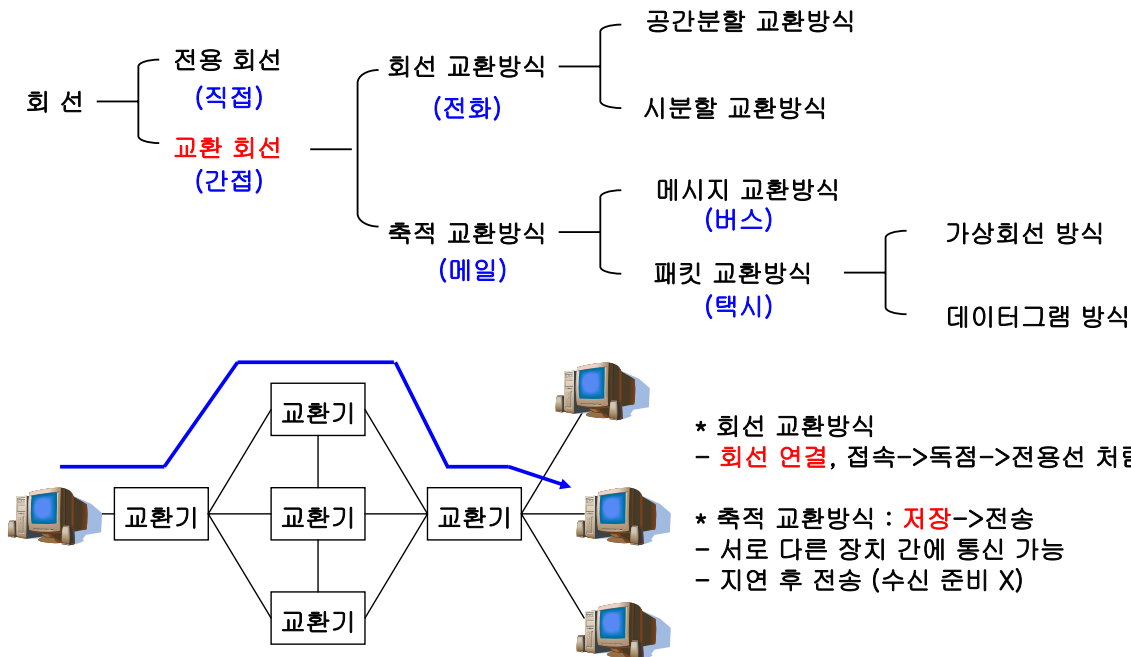 공간분할 교환방식
전용 회선
회선 교환방식
(직접)
(전화)
회 선
시분할 교환방식
교환 회선
(간접)
메시지 교환방식
(버스)
축적 교환방식
(메일)
가상회선 방식
패킷 교환방식
(택시)
데이터그램 방식
교환기
교환기
교환기
교환기
교환기
* 회선 교환방식
- 회선 연결, 접속->독점->전용선 처럼
* 축적 교환방식 : 저장->전송
- 서로 다른 장치 간에 통신 가능
- 지연 후 전송 (수신 준비 X)